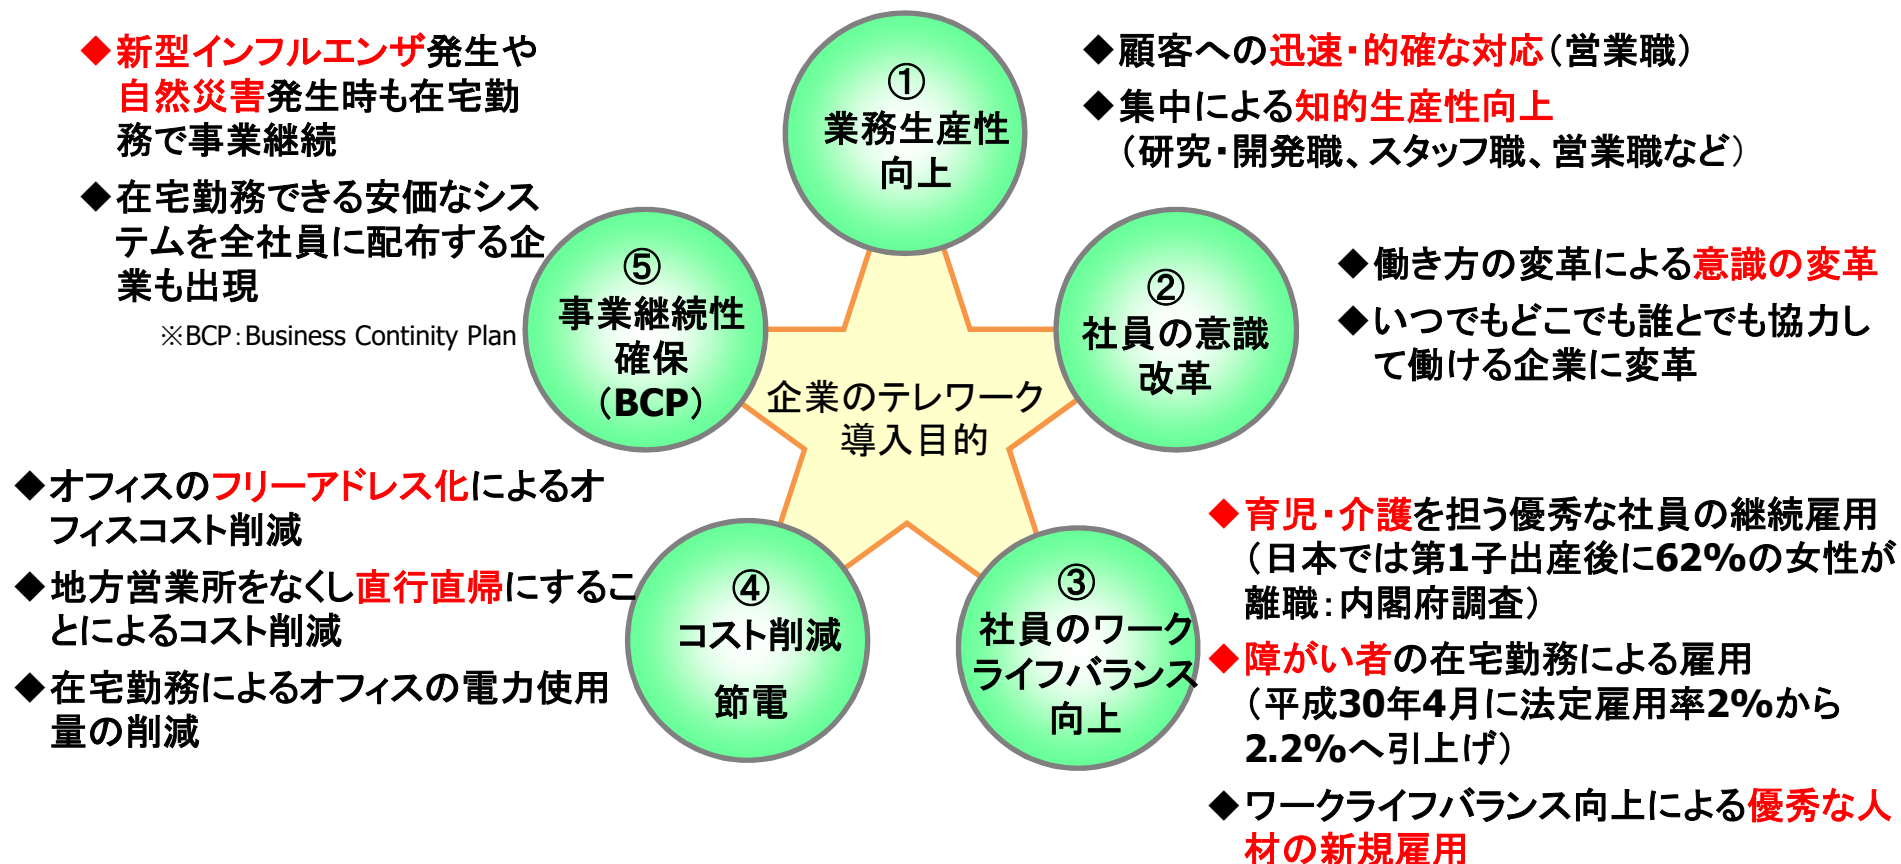 ◆新型インフルエンザ発生や
自然災害発生時も在宅勤
務で事業継続
◆在宅勤務できる安価なシス
テムを全社員に配布する企
業も出現
※BCP：Business Continity Plan
①
業務生産性
向上
◆顧客への迅速・的確な対応（営業職）
◆集中による知的生産性向上
（研究・開発職、スタッフ職、営業職など）
⑤
事業継続性
確保
（BCP）
②
社員の意識
改革
◆働き方の変革による意識の変革
◆いつでもどこでも誰とでも協力し
て働ける企業に変革
企業のテレワーク
導入目的
◆オフィスのフリーアドレス化によるオ
フィスコスト削減
◆地方営業所をなくし直行直帰にするこ
とによるコスト削減
◆在宅勤務によるオフィスの電力使用
量の削減
④
コスト削減
節電
③
社員のワーク
ライフバランス
向上
◆育児・介護を担う優秀な社員の継続雇用
（日本では第1子出産後に62%の女性が
離職：内閣府調査）
◆障がい者の在宅勤務による雇用
（平成30年4月に法定雇用率2%から
2.2%へ引上げ）
◆ワークライフバランス向上による優秀な人
材の新規雇用